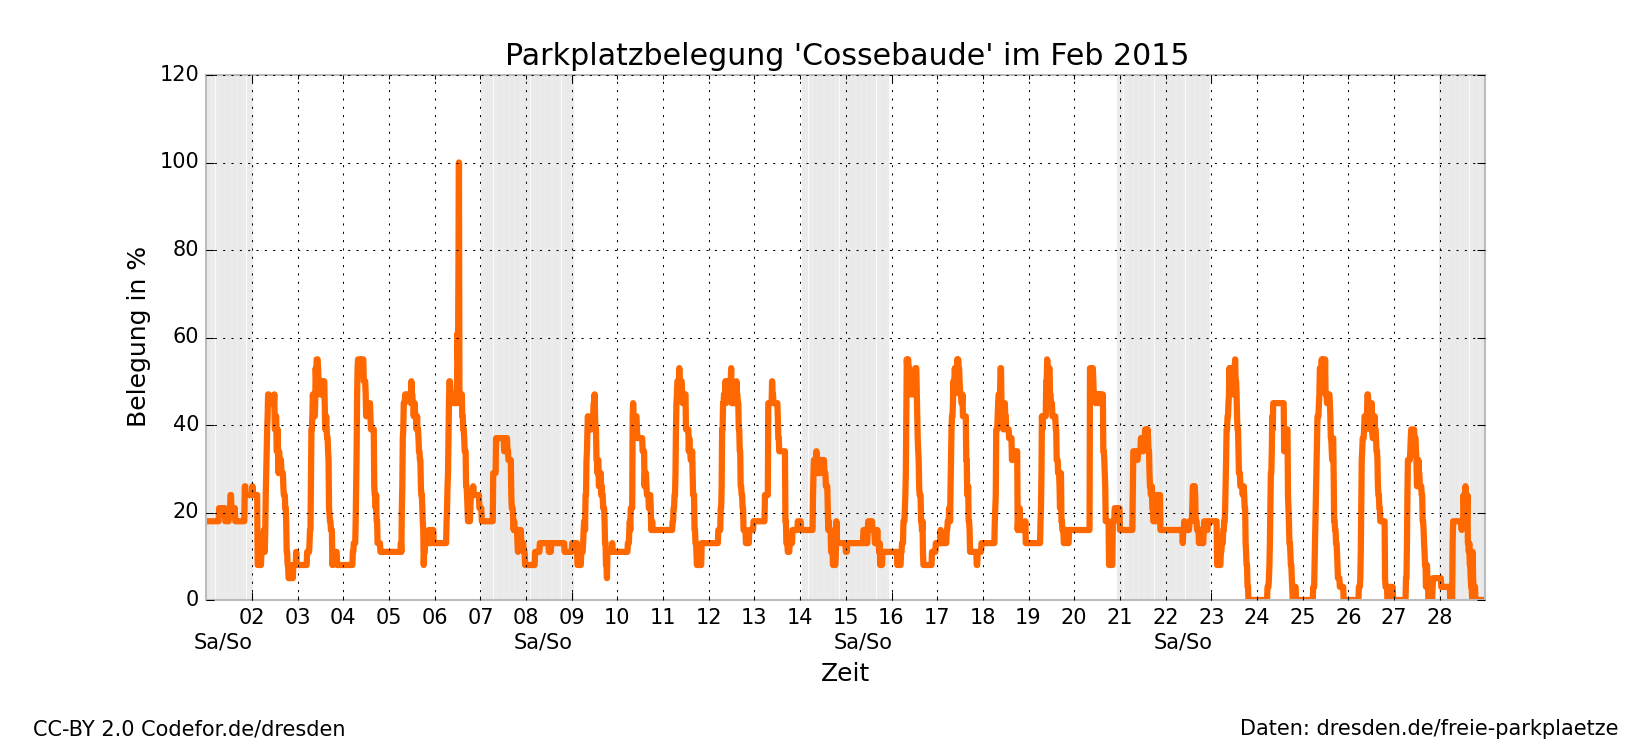 Parkplatzbelegung 'Cossebaude' im Feb 2015
120
100
80
60
40
20
0
Belegung in %
02 03 04 05 06 07 08 09 10 11 12 13 14 15 16 17 18 19 20 21 22 23 24 25 26 27 28
Sa/So Sa/So Sa/So Sa/So
Zeit
CC-BY 2.0 Codefor.de/dresden
Daten: dresden.de/freie-parkplaetze